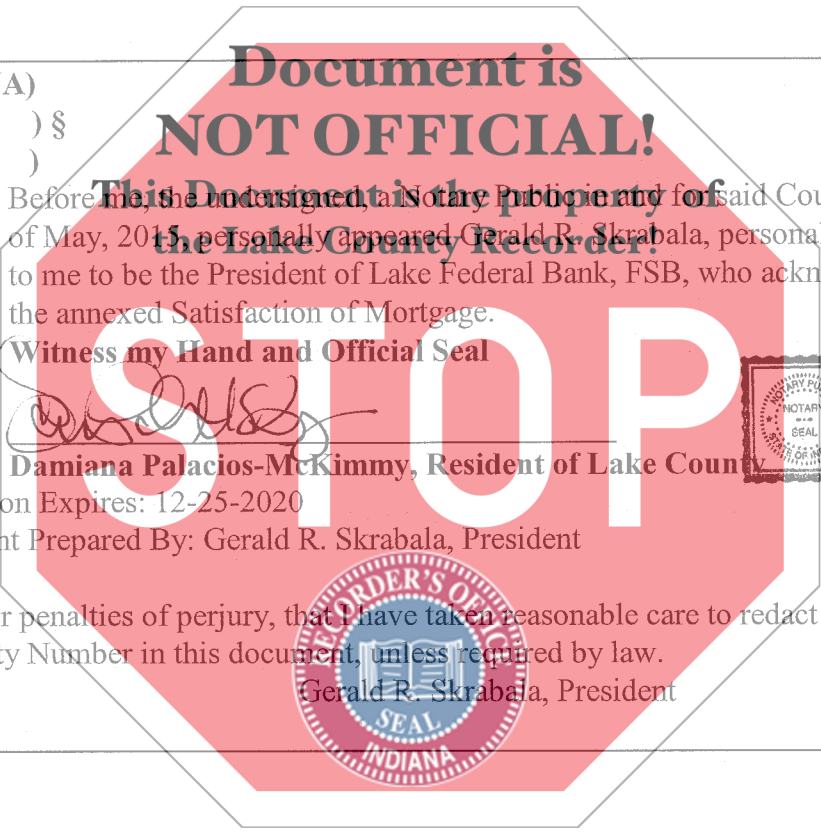 Document is
NOT OFFICIAL!
This Document is the property of
the Lake County Recorder!
A)
) §
)
Before me, the undersigned, a Notary Public in and for said Cou
of May, 2015, personally appeared Gerald R. Skrabala, persona
to me to be the President of Lake Federal Bank, FSB, who ackn
the annexed Satisfaction of Mortgage.
Witness my Hand and Official Seal
STOP
NOTARY PU
NOTAR
SEAL
STATE OF IN
Damiana Palacios-McKimmy, Resident of Lake County
on Expires: 12-25-2020
nt Prepared By: Gerald R. Skrabala, President
r penalties of perjury, that I have taken reasonable care to redact
ty Number in this document, unless required by law.
Gerald R. Skrabala, President
RECORDER'S OFFICE
SEAL
INDIANA